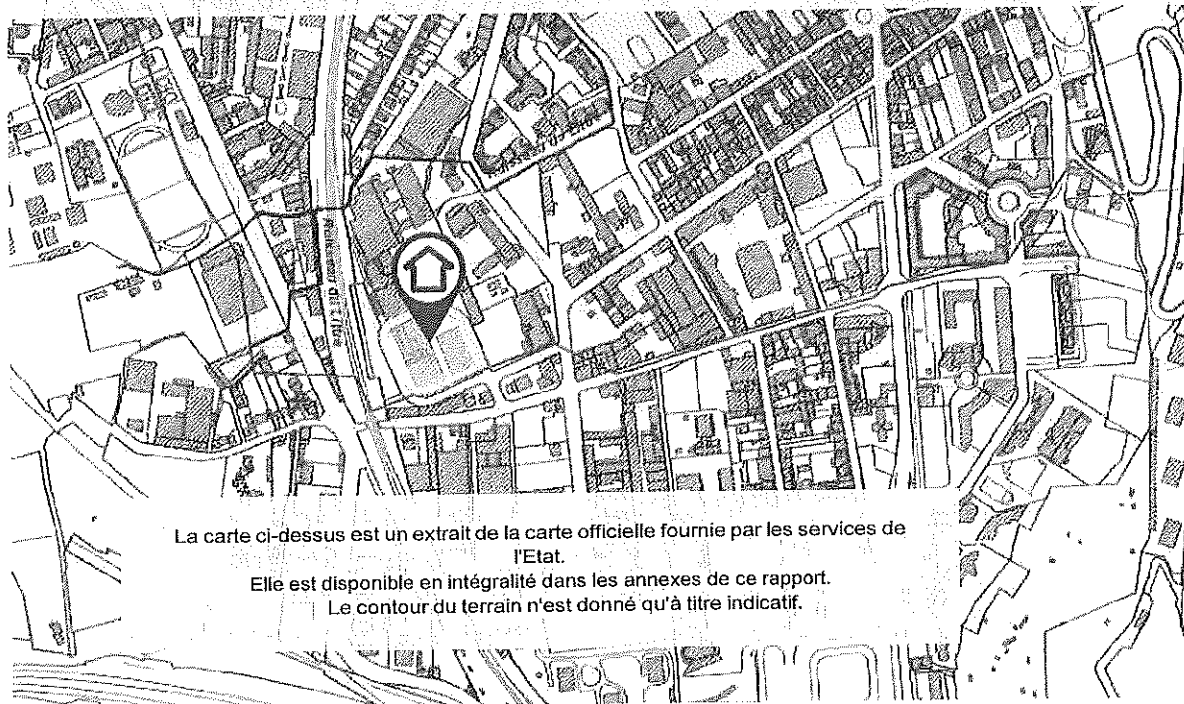 La carte ci-dessus est un extrait de la carte officielle fournie par les services de
l'Etat.
Elle est disponible en intégralité dans les annexes de ce rapport.
Le contour du terrain n'est donné qu'à titre indicatif.